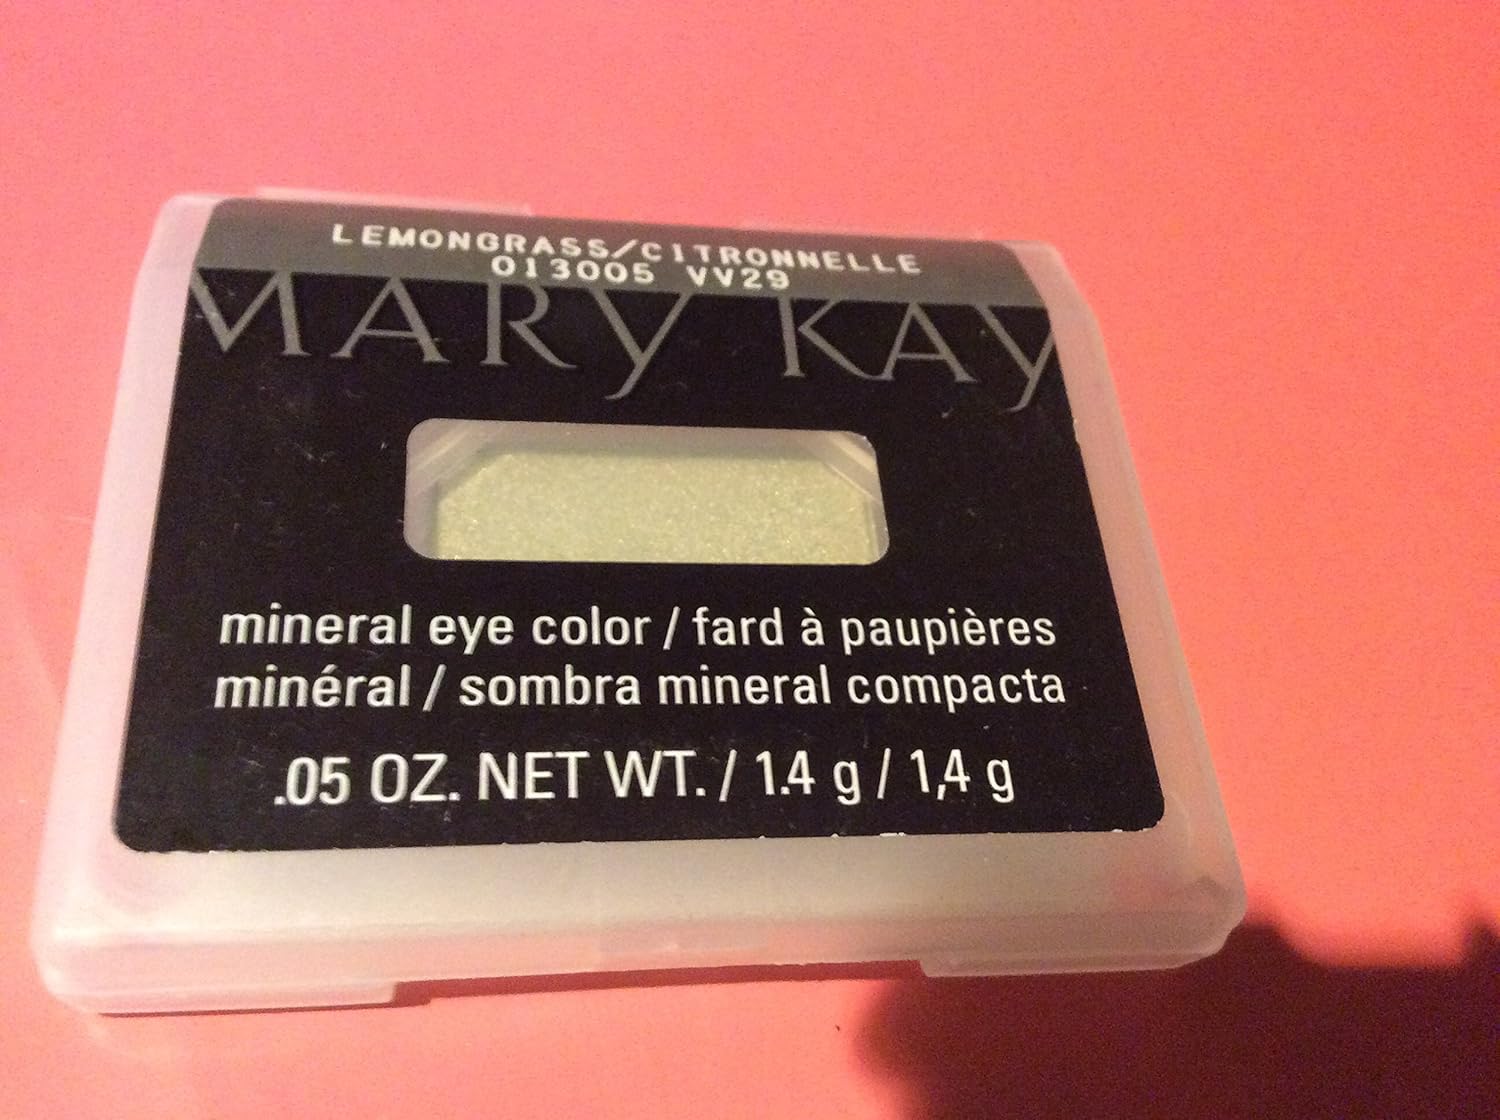 LEMONGRASS/CITRONNELLE
013005 VV29
MARY KAY
mineral eye color / fard à paupières
minéral / sombra mineral compacta
.05 OZ. NET WT. / 1.4 g / 1,4 g